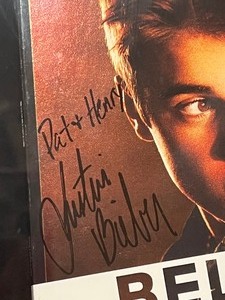 Pat & Henry
Justin
Bieber
BEL